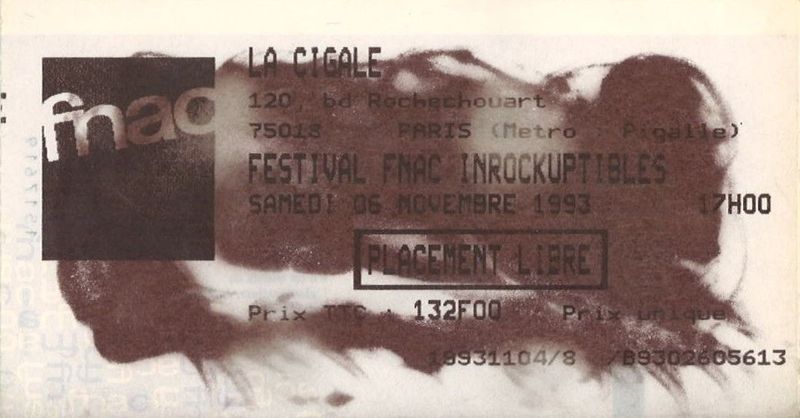 fnac
LA CIGALE
120, bd Rochechouart
75018 PARIS (Metro : Pigalle)
FESTIVAL FNAC INROCKUPTIBLES
SAMEDI 06 NOVEMBRE 1993 17H00
PLACEMENT LIBRE
Prix TTC : 132F00 Prix unique
18931104/8 /B9302605613